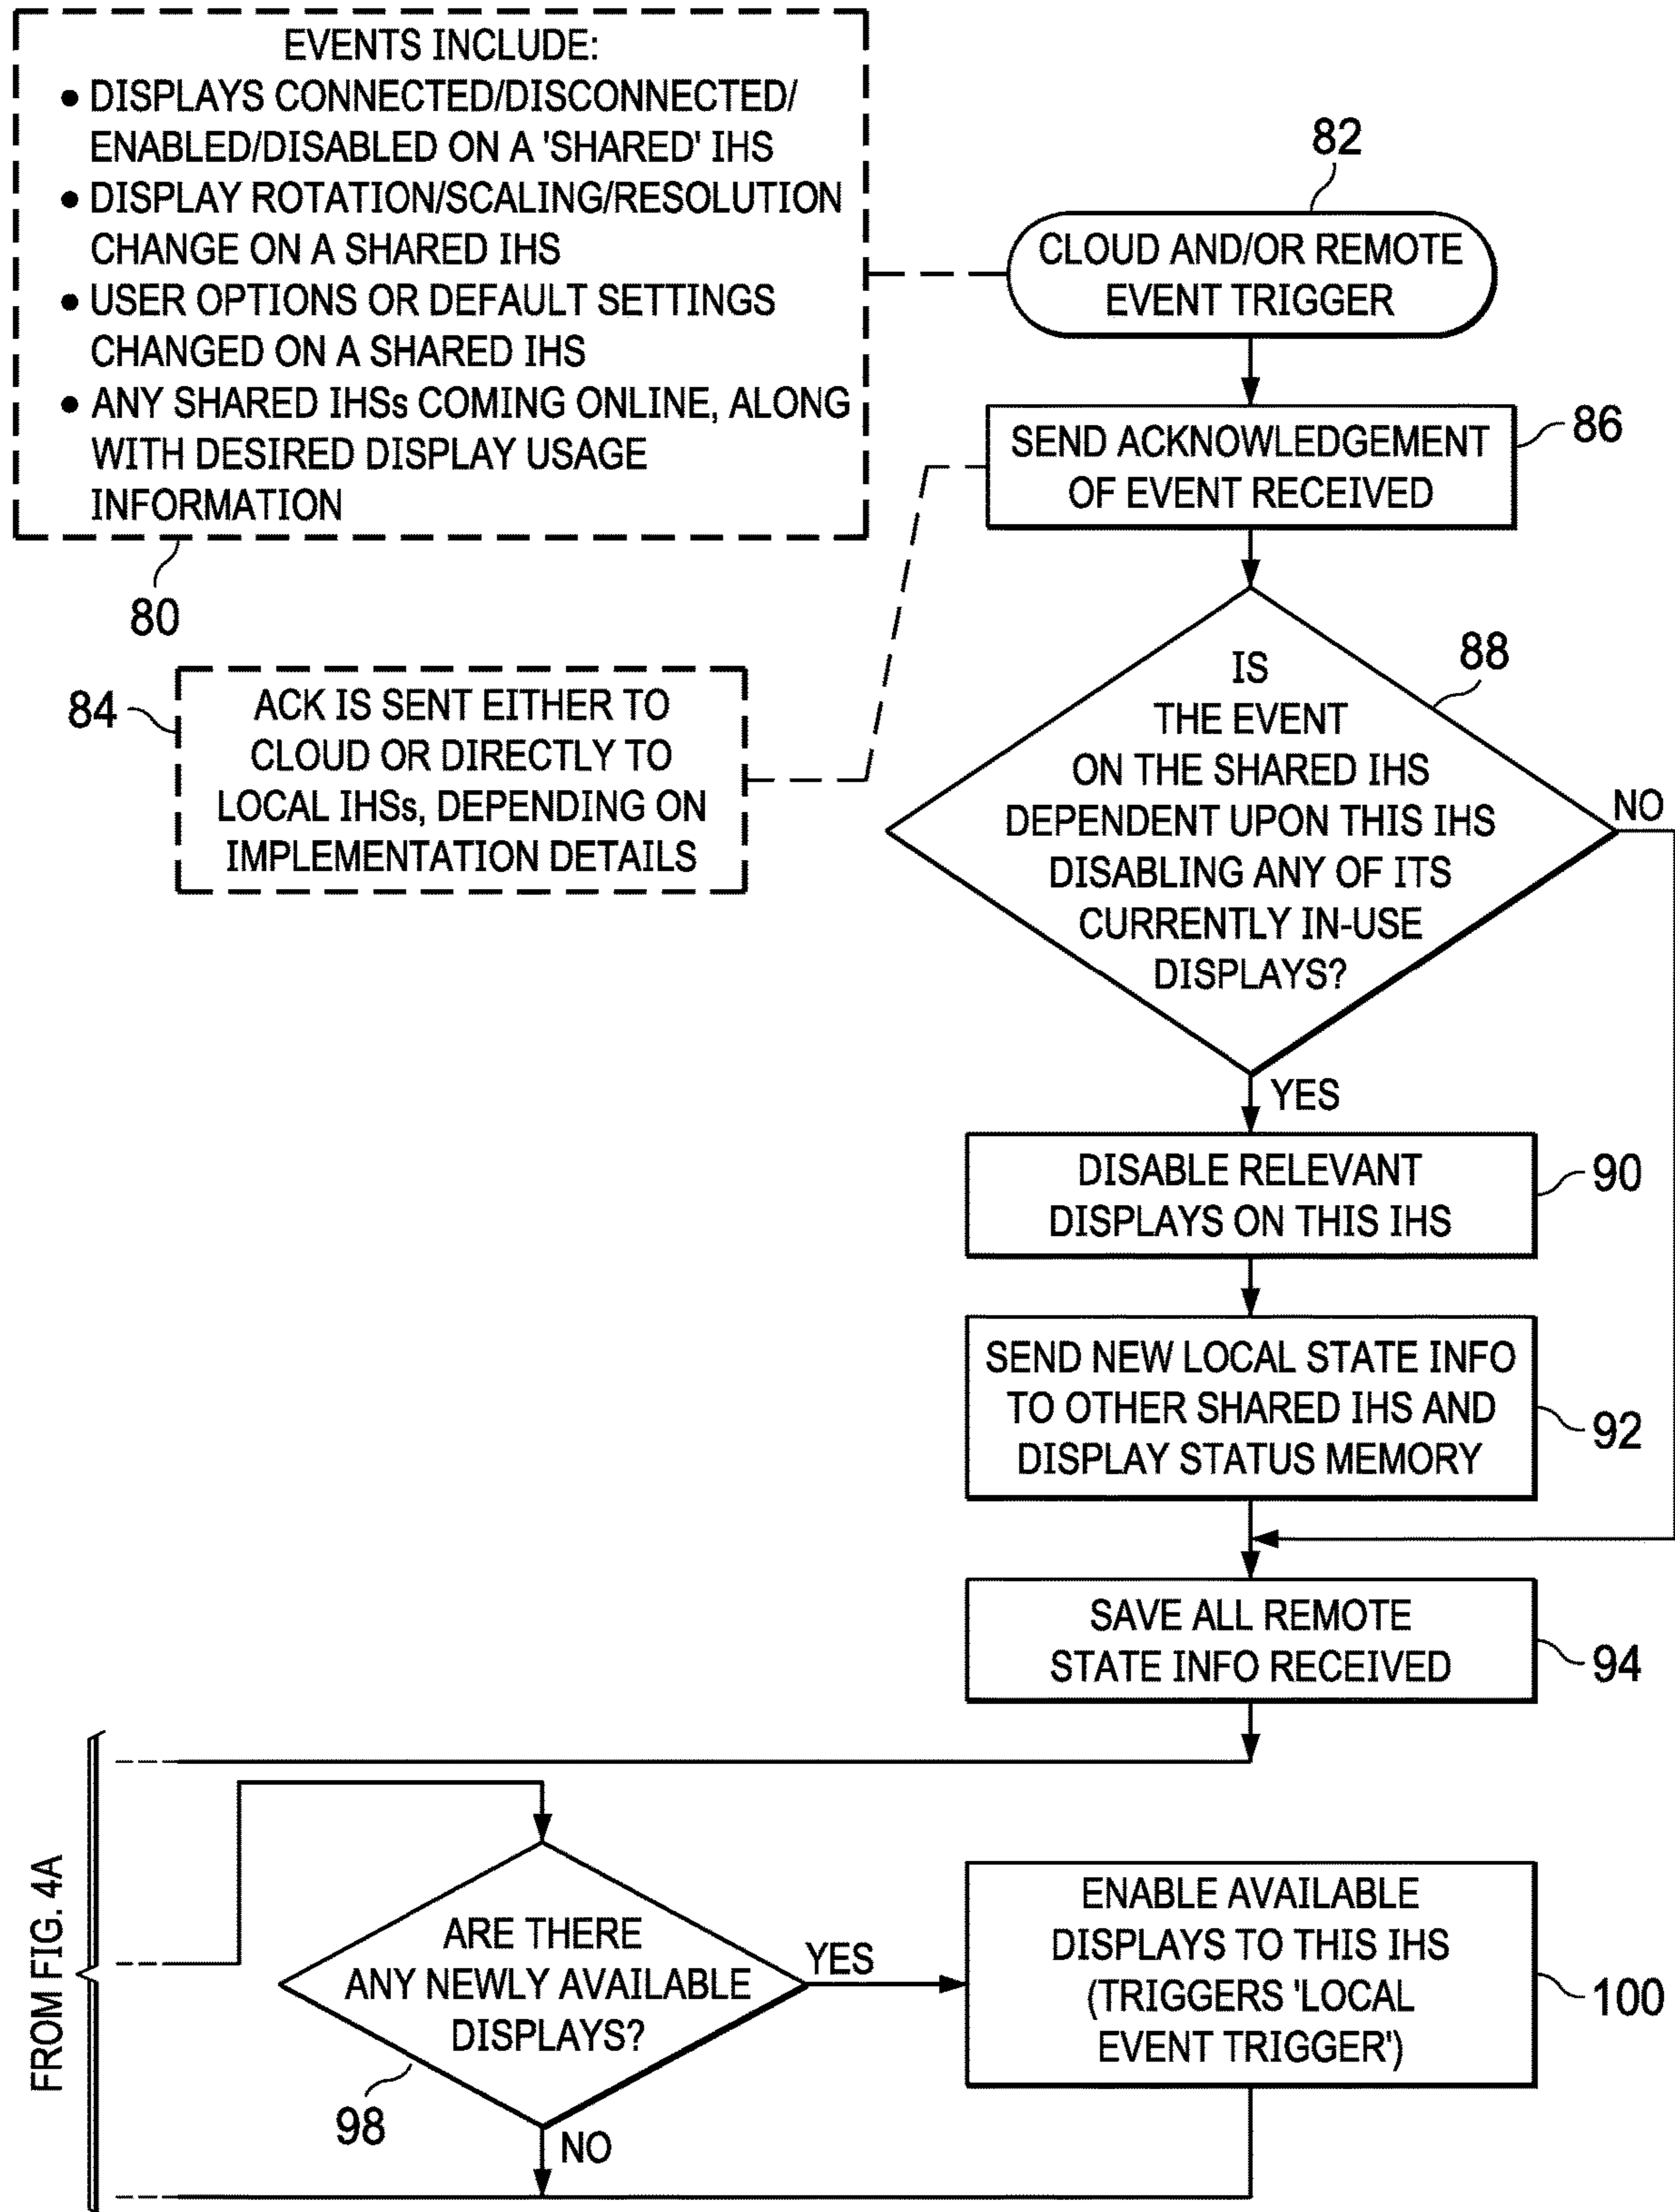 EVENTS INCLUDE:
• DISPLAYS CONNECTED/DISCONNECTED/
ENABLED/DISABLED ON A 'SHARED' IHS
• DISPLAY ROTATION/SCALING/RESOLUTION
CHANGE ON A SHARED IHS
• USER OPTIONS OR DEFAULT SETTINGS
CHANGED ON A SHARED IHS
• ANY SHARED IHSs COMING ONLINE, ALONG
WITH DESIRED DISPLAY USAGE
INFORMATION
80
82
CLOUD AND/OR REMOTE
EVENT TRIGGER
86
SEND ACKNOWLEDGEMENT
OF EVENT RECEIVED
84
ACK IS SENT EITHER TO
CLOUD OR DIRECTLY TO
LOCAL IHSs, DEPENDING ON
IMPLEMENTATION DETAILS
88
IS
THE EVENT
ON THE SHARED IHS
DEPENDENT UPON THIS IHS
DISABLING ANY OF ITS
CURRENTLY IN-USE
DISPLAYS?
NO
YES
DISABLE RELEVANT
DISPLAYS ON THIS IHS
90
SEND NEW LOCAL STATE INFO
TO OTHER SHARED IHS AND
DISPLAY STATUS MEMORY
92
SAVE ALL REMOTE
STATE INFO RECEIVED
94
FROM FIG. 4A
ARE THERE
ANY NEWLY AVAILABLE
DISPLAYS?
98
YES
NO
ENABLE AVAILABLE
DISPLAYS TO THIS IHS
(TRIGGERS 'LOCAL
EVENT TRIGGER')
100